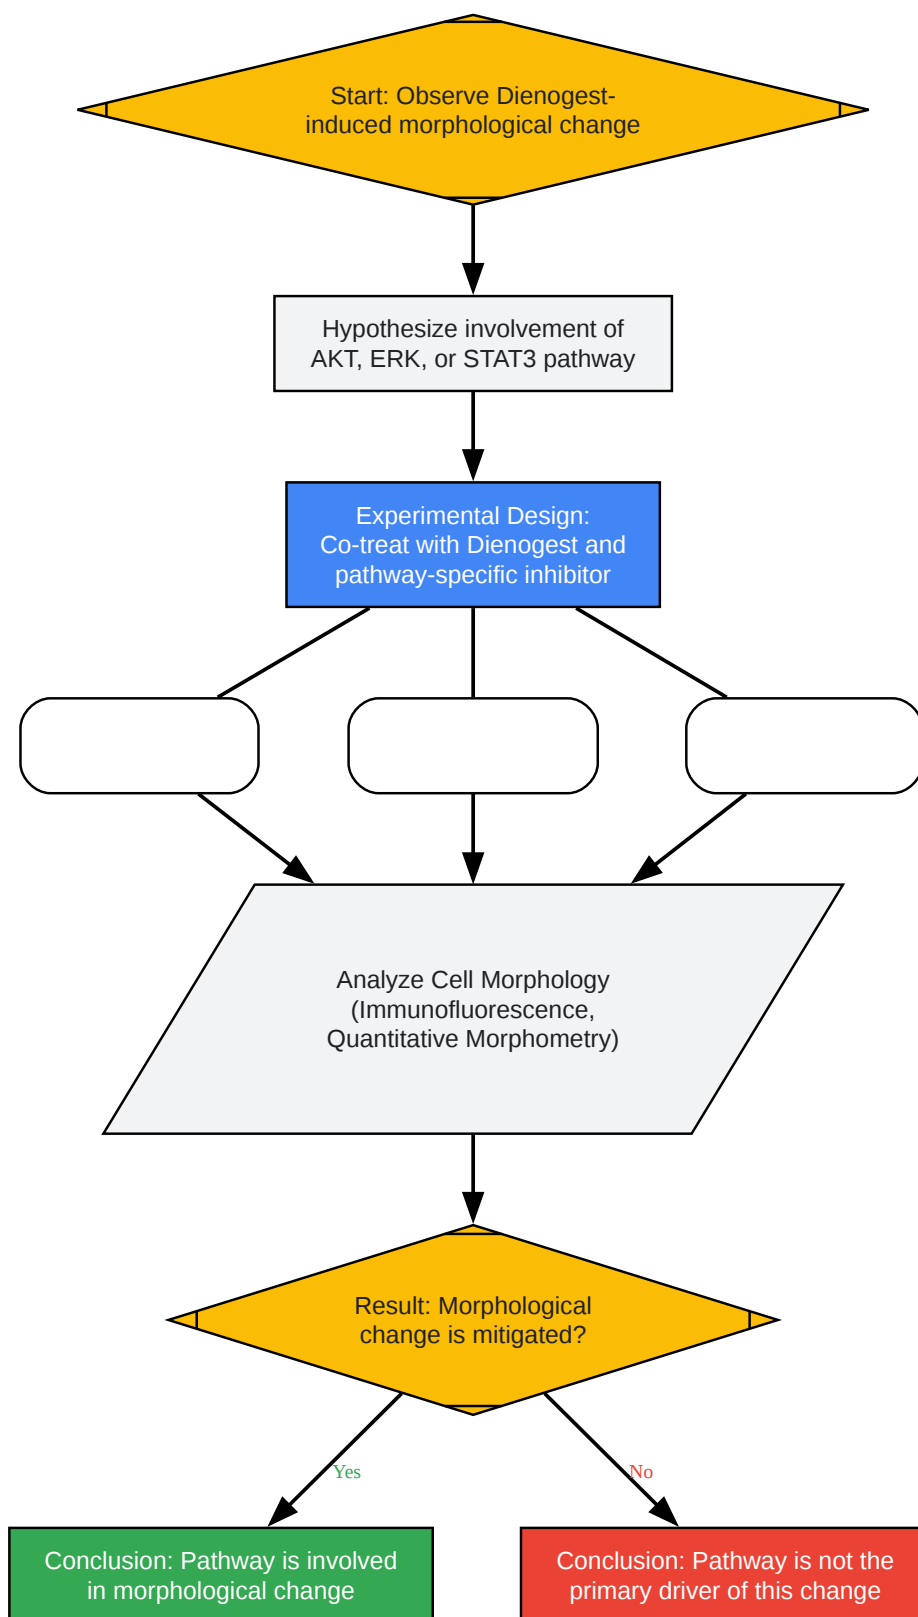 Start: Observe Dienogest-
induced morphological change
Hypothesize involvement of
AKT, ERK, or STAT3 pathway
Experimental Design:
Co-treat with Dienogest and
pathway-specific inhibitor
Analyze Cell Morphology
(Immunofluorescence,
Quantitative Morphometry)
Result: Morphological
change is mitigated?
Yes
No
Conclusion: Pathway is involved
in morphological change
Conclusion: Pathway is not the
primary driver of this change